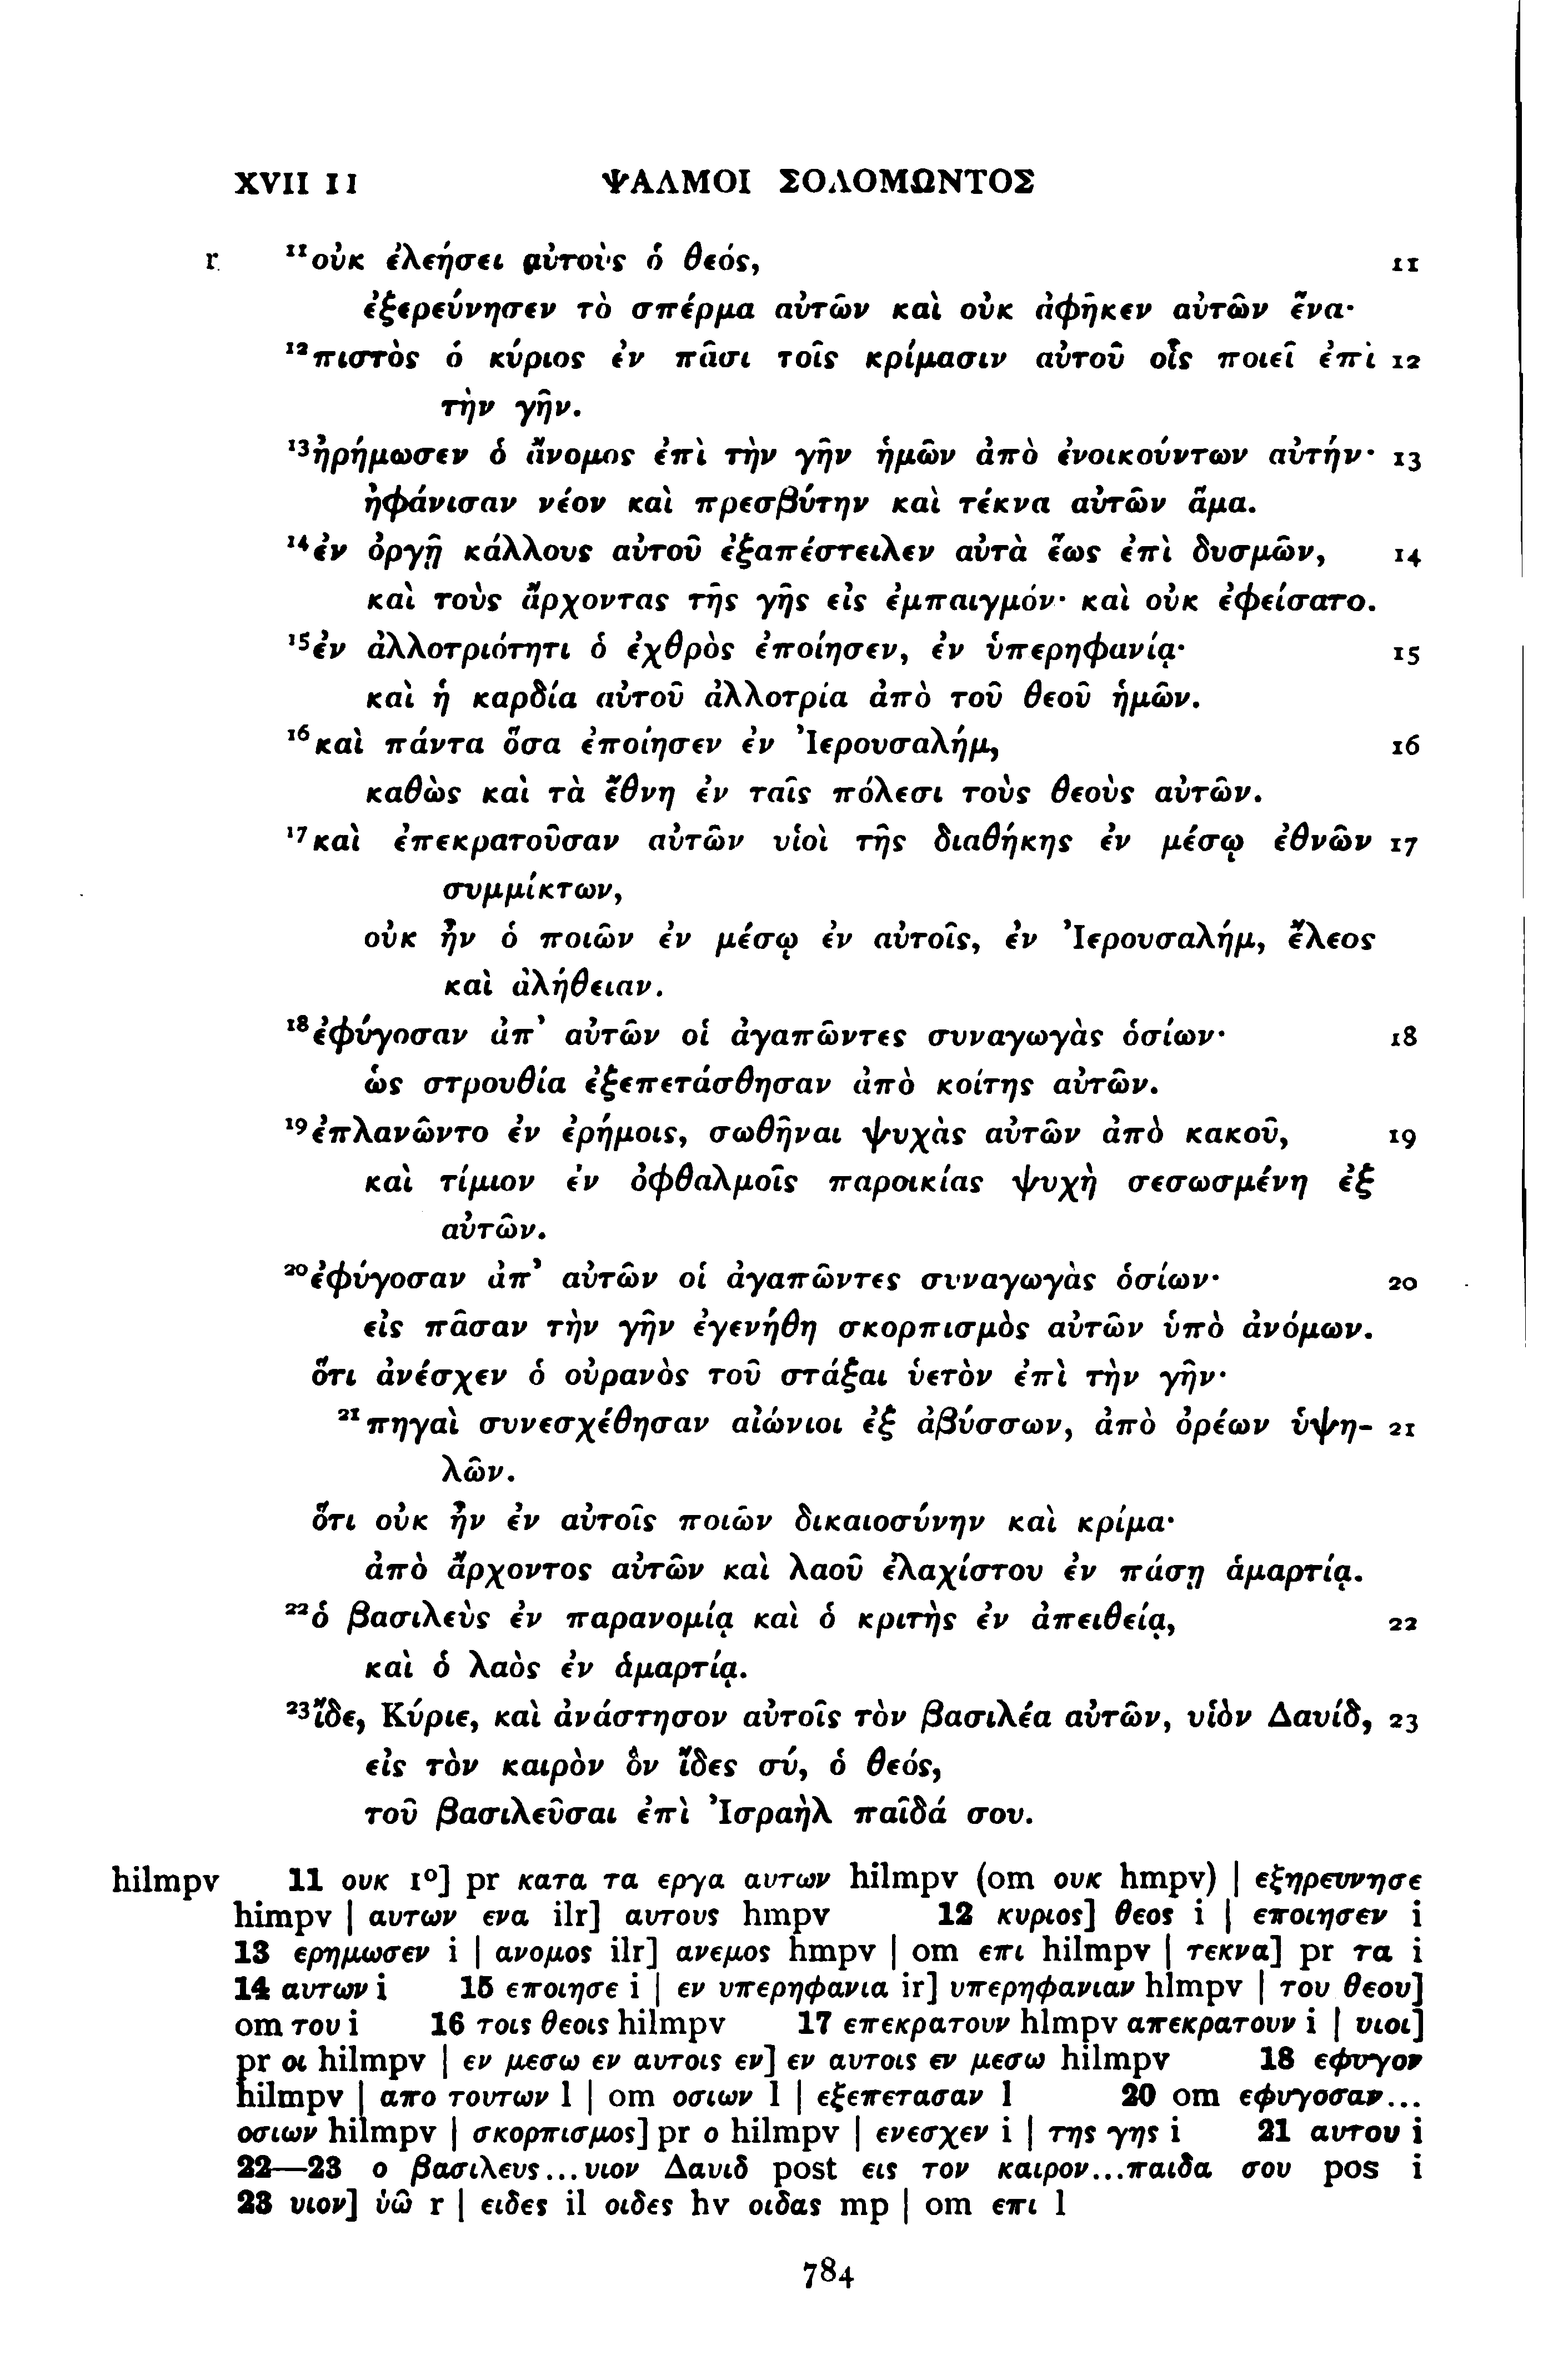 XVII 11 ΨΑΛΜΟΙ ΣΟΛΟΜΩΝΤΟΣ
r 11οὐκ ἐλεήσει αὐτοὺς ὁ θεός, 11
ἐξερεύνησεν τὸ σπέρμα αὐτῶν καὶ οὐκ ἀφῆκεν αὐτῶν ἕνα·
12πιστὸς ὁ κύριος ἐν πᾶσι τοῖς κρίμασιν αὐτοῦ οἷς ποιεῖ ἐπὶ 12
τὴν γῆν.
13ἠρήμωσεν ὁ ἄνομος ἐπὶ τὴν γῆν ἡμῶν ἀπὸ ἐνοικούντων αὐτήν· 13
ἠφάνισαν νέον καὶ πρεσβύτην καὶ τέκνα αὐτῶν ἅμα.
14ἐν ὀργῇ κάλλους αὐτοῦ ἐξαπέστειλεν αὐτὰ ἕως ἐπὶ δυσμῶν, 14
καὶ τοὺς ἄρχοντας τῆς γῆς εἰς ἐμπαιγμόν· καὶ οὐκ ἐφείσατο.
15ἐν ἀλλοτριότητι ὁ ἐχθρὸς ἐποίησεν, ἐν ὑπερηφανίᾳ· 15
καὶ ἡ καρδία αὐτοῦ ἀλλοτρία ἀπὸ τοῦ θεοῦ ἡμῶν.
16καὶ πάντα ὅσα ἐποίησεν ἐν Ἰερουσαλήμ, 16
καθὼς καὶ τὰ ἔθνη ἐν ταῖς πόλεσι τοὺς θεοὺς αὐτῶν.
17καὶ ἐπεκρατοῦσαν αὐτῶν υἱοὶ τῆς διαθήκης ἐν μέσῳ ἐθνῶν 17
συμμίκτων,
οὐκ ἦν ὁ ποιῶν ἐν μέσῳ ἐν αὐτοῖς, ἐν Ἰερουσαλήμ, ἔλεος
καὶ ἀλήθειαν.
18ἐφύγοσαν ἀπ’ αὐτῶν οἱ ἀγαπῶντες συναγωγὰς ὁσίων· 18
ὡς στρουθία ἐξεπετάσθησαν ἀπὸ κοίτης αὐτῶν.
19ἐπλανῶντο ἐν ἐρήμοις, σωθῆναι ψυχὰς αὐτῶν ἀπὸ κακοῦ, 19
καὶ τίμιον ἐν ὀφθαλμοῖς παροικίας ψυχὴ σεσωσμένη ἐξ
αὐτῶν.
20ἐφύγοσαν ἀπ’ αὐτῶν οἱ ἀγαπῶντες συναγωγὰς ὁσίων· 20
εἰς πᾶσαν τὴν γῆν ἐγενήθη σκορπισμὸς αὐτῶν ὑπὸ ἀνόμων.
ὅτι ἀνέσχεν ὁ οὐρανὸς τοῦ στάξαι ὑετὸν ἐπὶ τὴν γῆν·
21πηγαὶ συνεσχέθησαν αἰώνιοι ἐξ ἀβύσσων, ἀπὸ ὀρέων ὑψη- 21
λῶν.
ὅτι οὐκ ἦν ἐν αὐτοῖς ποιῶν δικαιοσύνην καὶ κρίμα·
ἀπὸ ἄρχοντος αὐτῶν καὶ λαοῦ ἐλαχίστου ἐν πάσῃ ἁμαρτίᾳ.
22ὁ βασιλεὺς ἐν παρανομίᾳ καὶ ὁ κριτὴς ἐν ἀπειθείᾳ, 22
καὶ ὁ λαὸς ἐν ἁμαρτίᾳ.
23ἴδε, Κύριε, καὶ ἀνάστησον αὐτοῖς τὸν βασιλέα αὐτῶν, υἱὸν Δαυίδ, 23
εἰς τὸν καιρὸν ὃν ἴδες σύ, ὁ θεός,
τοῦ βασιλεῦσαι ἐπὶ Ἰσραὴλ παῖδά σου.
hilmpv 11 ουκ 1º] pr κατα τα εργα αυτων hilmpv (om ουκ hmpv) | εξηρευνησε
himpv | αυτων ενα ilr] αυτους hmpv 12 κυριος] θεος i | εποιησεν i
13 ερημωσεν i | ανομος ilr] ανεμος hmpv | om επι hilmpv | τεκνα] pr τα i
14 αυτων i 15 εποιησε i | εν υπερηφανια ir] υπερηφανιαν hlmpv | του θεου]
om του i 16 τοις θεοις hilmpv 17 επεκρατουν hlmpv απεκρατουν i | υιοι]
pr οι hilmpv | εν μεσω εν αυτοις εν] εν αυτοις εν μεσω hilmpv 18 εφυγον
hilmpv | απο τουτων l | om οσιων l | εξεπετασαν l 20 om εφυγοσαν...
οσιων hilmpv | σκορπισμος] pr ο hilmpv | ενεσχεν i | της γης i 21 αυτου i
22—23 ο βασιλευς...υιον Δαυιδ post εις τον καιρον...παιδα σου pos i
23 υιον] ὑῶ r | ειδες il οιδες hv οιδας mp | om επι l
784